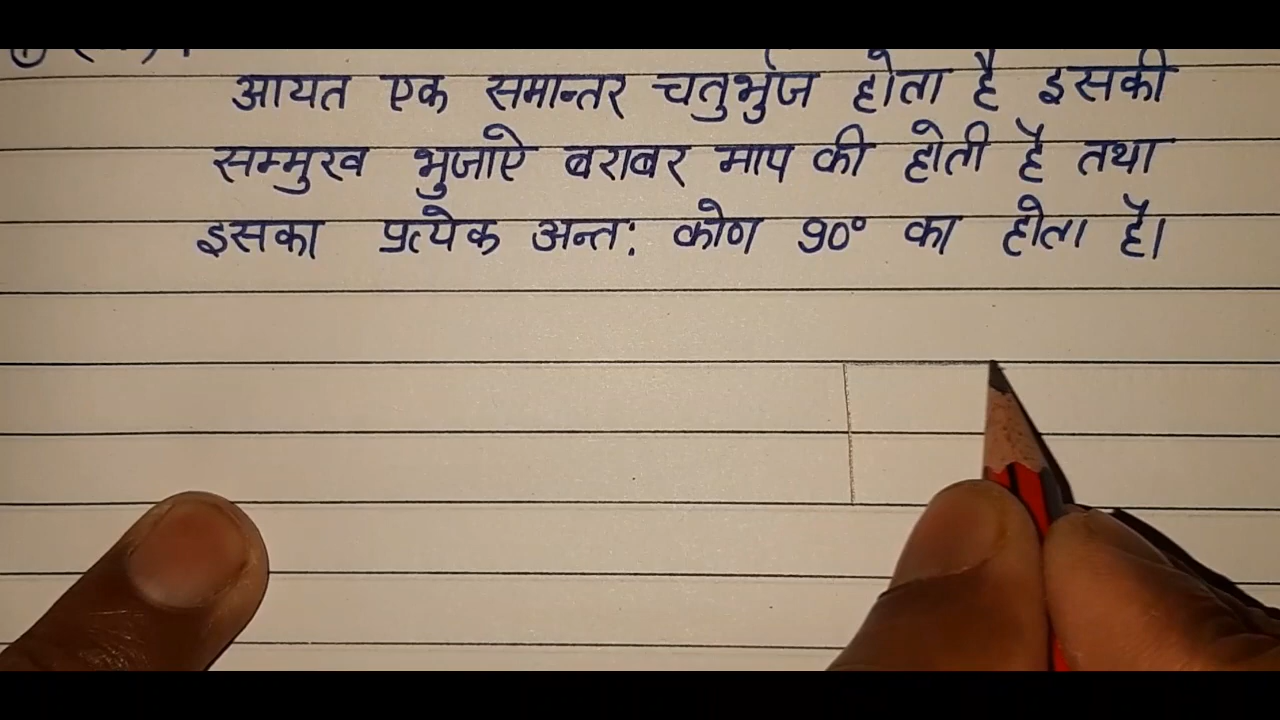 आयत एक समान्तर चतुर्भुज होता है इसकी
सम्मुख भुजाऐ बराबर माप की होती है तथा
इसका प्रत्येक अन्त: कोण 90° का होता है।